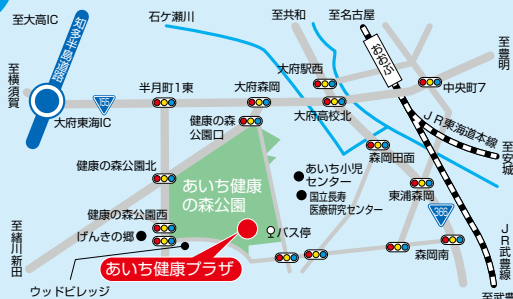 至大高IC
知多半島道路
石ケ瀬川
至共和
至名古屋
おおぶ
至豊明
大府駅西
中央町7
至横須賀
155
半月町1東
大府森岡
大府高校北
大府東海IC
健康の森
公園口
JR東海道本線
至安城
森岡田面
健康の森公園北
あいち健康
の森公園
あいち小児
センター
国立長寿
医療研究センター
東浦森岡
366
健康の森公園西
げんきの郷
バス停
森岡南
JR武豊線
至緒川新田
あいち健康プラザ
ウッドビレッジ
至武豊